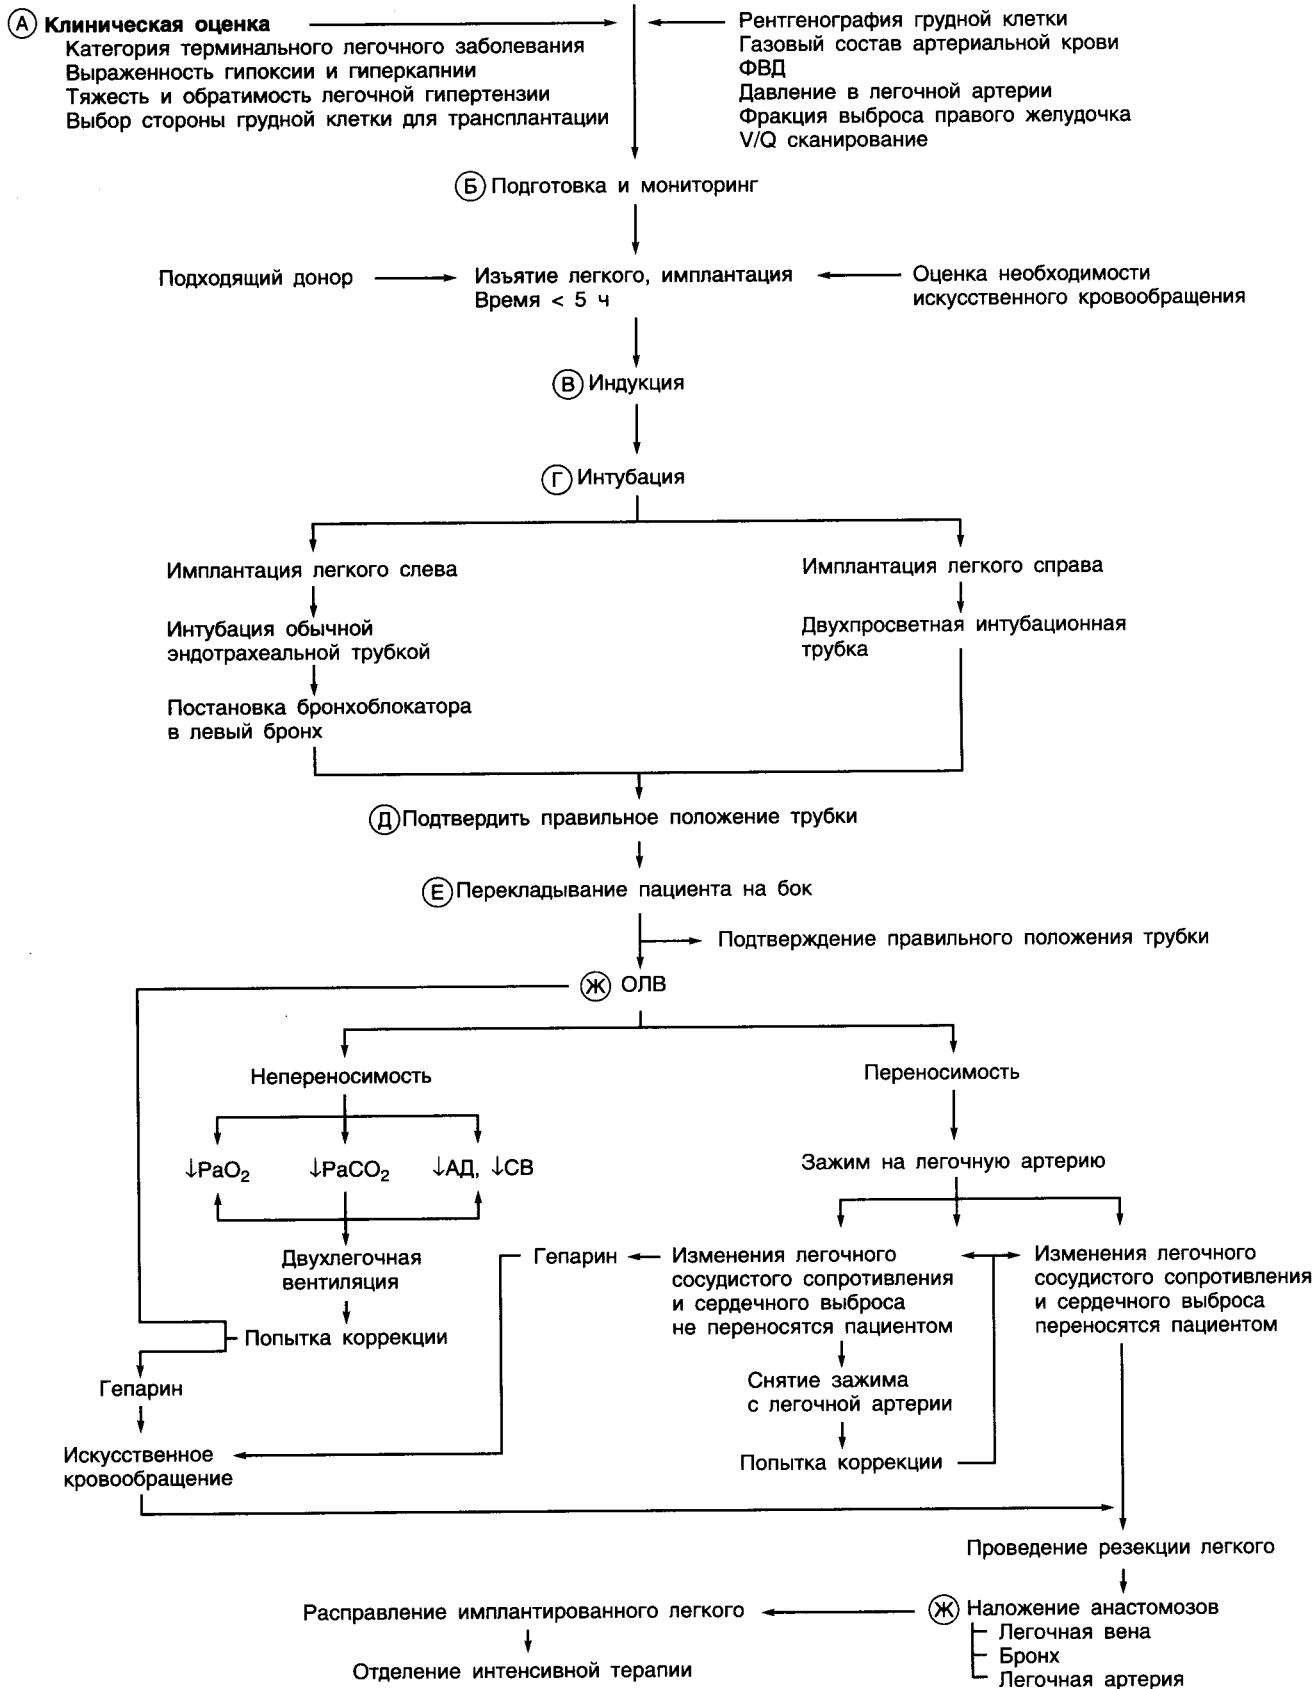 А Клиническая оценка
Категория терминального легочного заболевания
Выраженность гипоксии и гиперкапнии
Тяжесть и обратимость легочной гипертензии
Выбор стороны грудной клетки для трансплантации
Рентгенография грудной клетки
Газовый состав артериальной крови
ФВД
Давление в легочной артерии
Фракция выброса правого желудочка
V/Q сканирование
Б Подготовка и мониторинг
Подходящий донор
Изъятие легкого, имплантация
Время < 5 ч
Оценка необходимости
искусственного кровообращения
В Индукция
Г Интубация
Имплантация легкого слева
Интубация обычной
эндотрахеальной трубкой
Постановка бронхоблокатора
в левый бронх
Имплантация легкого справа
Двухпросветная интубационная
трубка
Д Подтвердить правильное положение трубки
Е Перекладывание пациента на бок
Подтверждение правильного положения трубки
Ж ОЛВ
Непереносимость
↓PaO₂
↓PaCO₂
↓АД, ↓СВ
Двухлегочная
вентиляция
Попытка коррекции
Гепарин
Искусственное
кровообращение
Переносимость
Зажим на легочную артерию
Гепарин
Изменения легочного
сосудистого сопротивления
и сердечного выброса
не переносятся пациентом
Снятие зажима
с легочной артерии
Попытка коррекции
Изменения легочного
сосудистого сопротивления
и сердечного выброса
переносятся пациентом
Проведение резекции легкого
Ж Наложение анастомозов
Легочная вена
Бронх
Легочная артерия
Расправление имплантированного легкого
Отделение интенсивной терапии